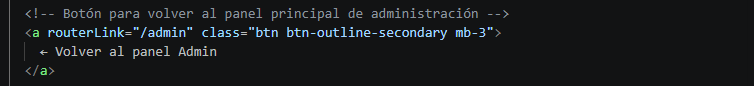 <!-- Botón para volver al panel principal de administración -->
<a routerLink="/admin" class="btn btn-outline-secondary mb-3">
← Volver al panel Admin
</a>